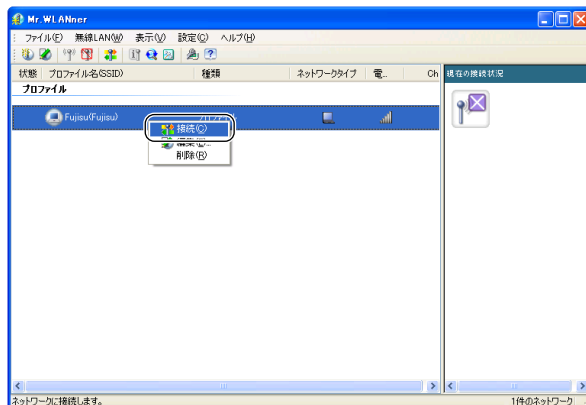 Mr.WLANner
ファイル(F) 無線LAN(W) 表示(V) 設定(C) ヘルプ(H)
状態 プロファイル名(SSID) 種類 ネットワークタイプ 電... Ch 現在の接続状況
プロファイル
Fujisu(Fujisu)
接続(C)
削除(R)
ネットワークに接続します。 1件のネットワーク